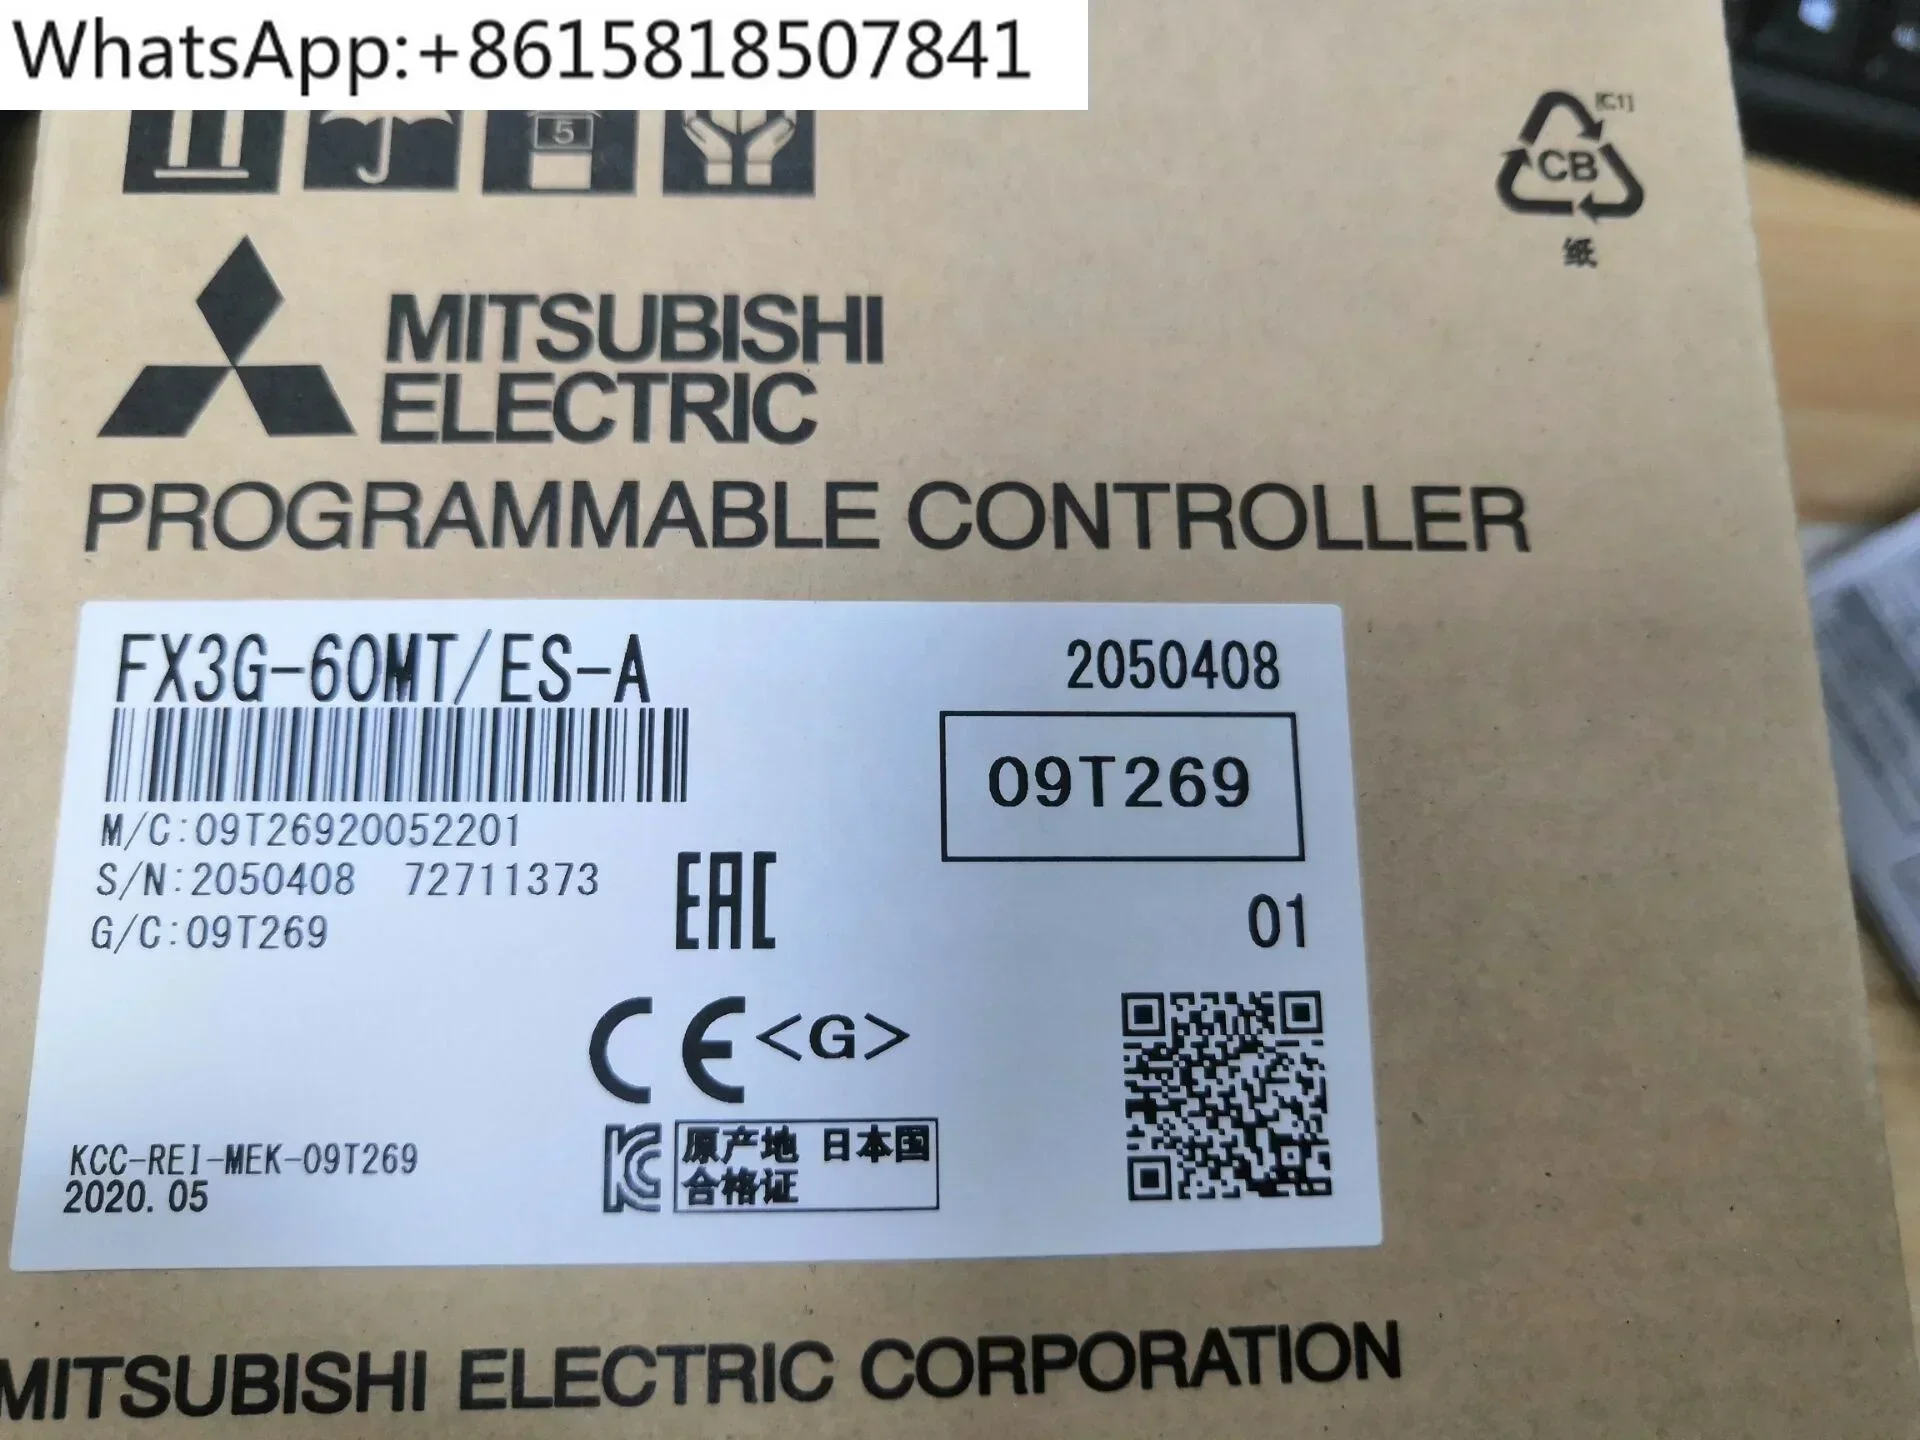 WhatsApp:+8615818507841
5
[C1]
CB
纸
MITSUBISHI
ELECTRIC
PROGRAMMABLE CONTROLLER
FX3G-60MT/ES-A
2050408
09T269
M/C:09T26920052201
S/N:2050408 72711373
G/C:09T269
EAC
01
CE <G>
KCC-REI-MEK-09T269
2020.05
KC
原产地 日本国
合格证
MITSUBISHI ELECTRIC CORPORATION